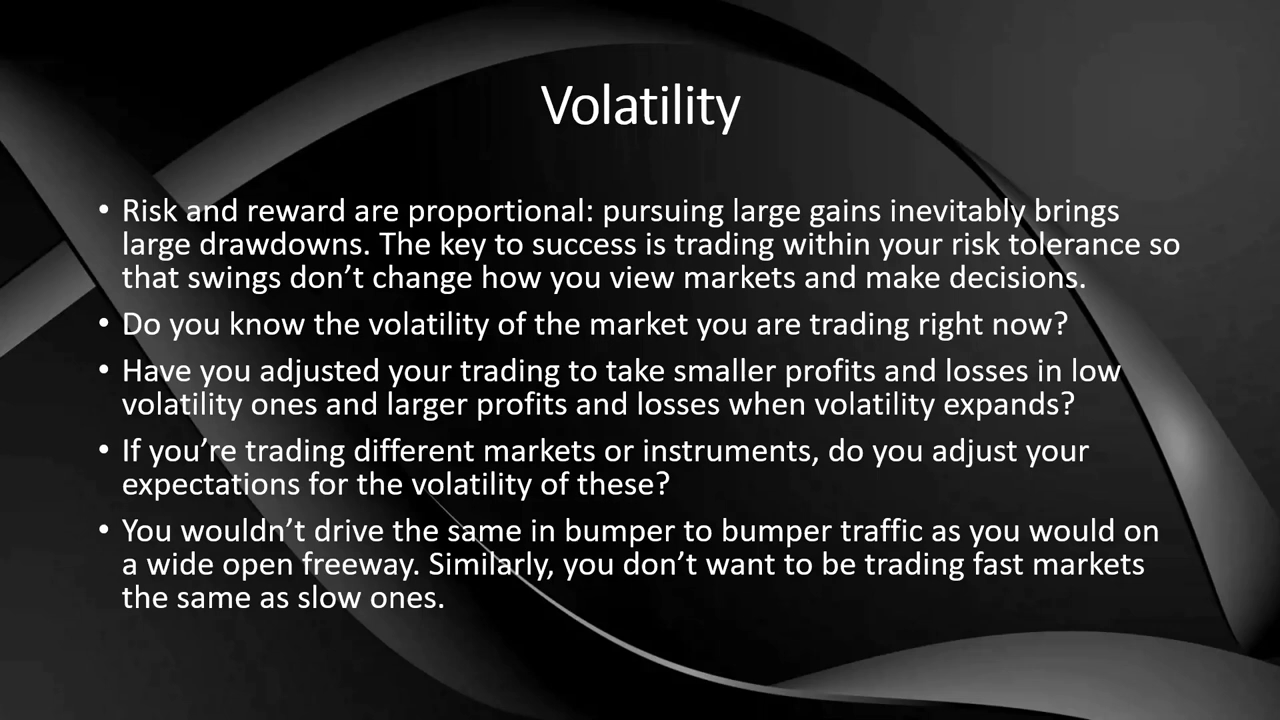 Volatility
• Risk and reward are proportional: pursuing large gains inevitably brings
large drawdowns. The key to success is trading within your risk tolerance so
that swings don’t change how you view markets and make decisions.
• Do you know the volatility of the market you are trading right now?
• Have you adjusted your trading to take smaller profits and losses in low
volatility ones and larger profits and losses when volatility expands?
• If you’re trading different markets or instruments, do you adjust your
expectations for the volatility of these?
• You wouldn’t drive the same in bumper to bumper traffic as you would on
a wide open freeway. Similarly, you don’t want to be trading fast markets
the same as slow ones.